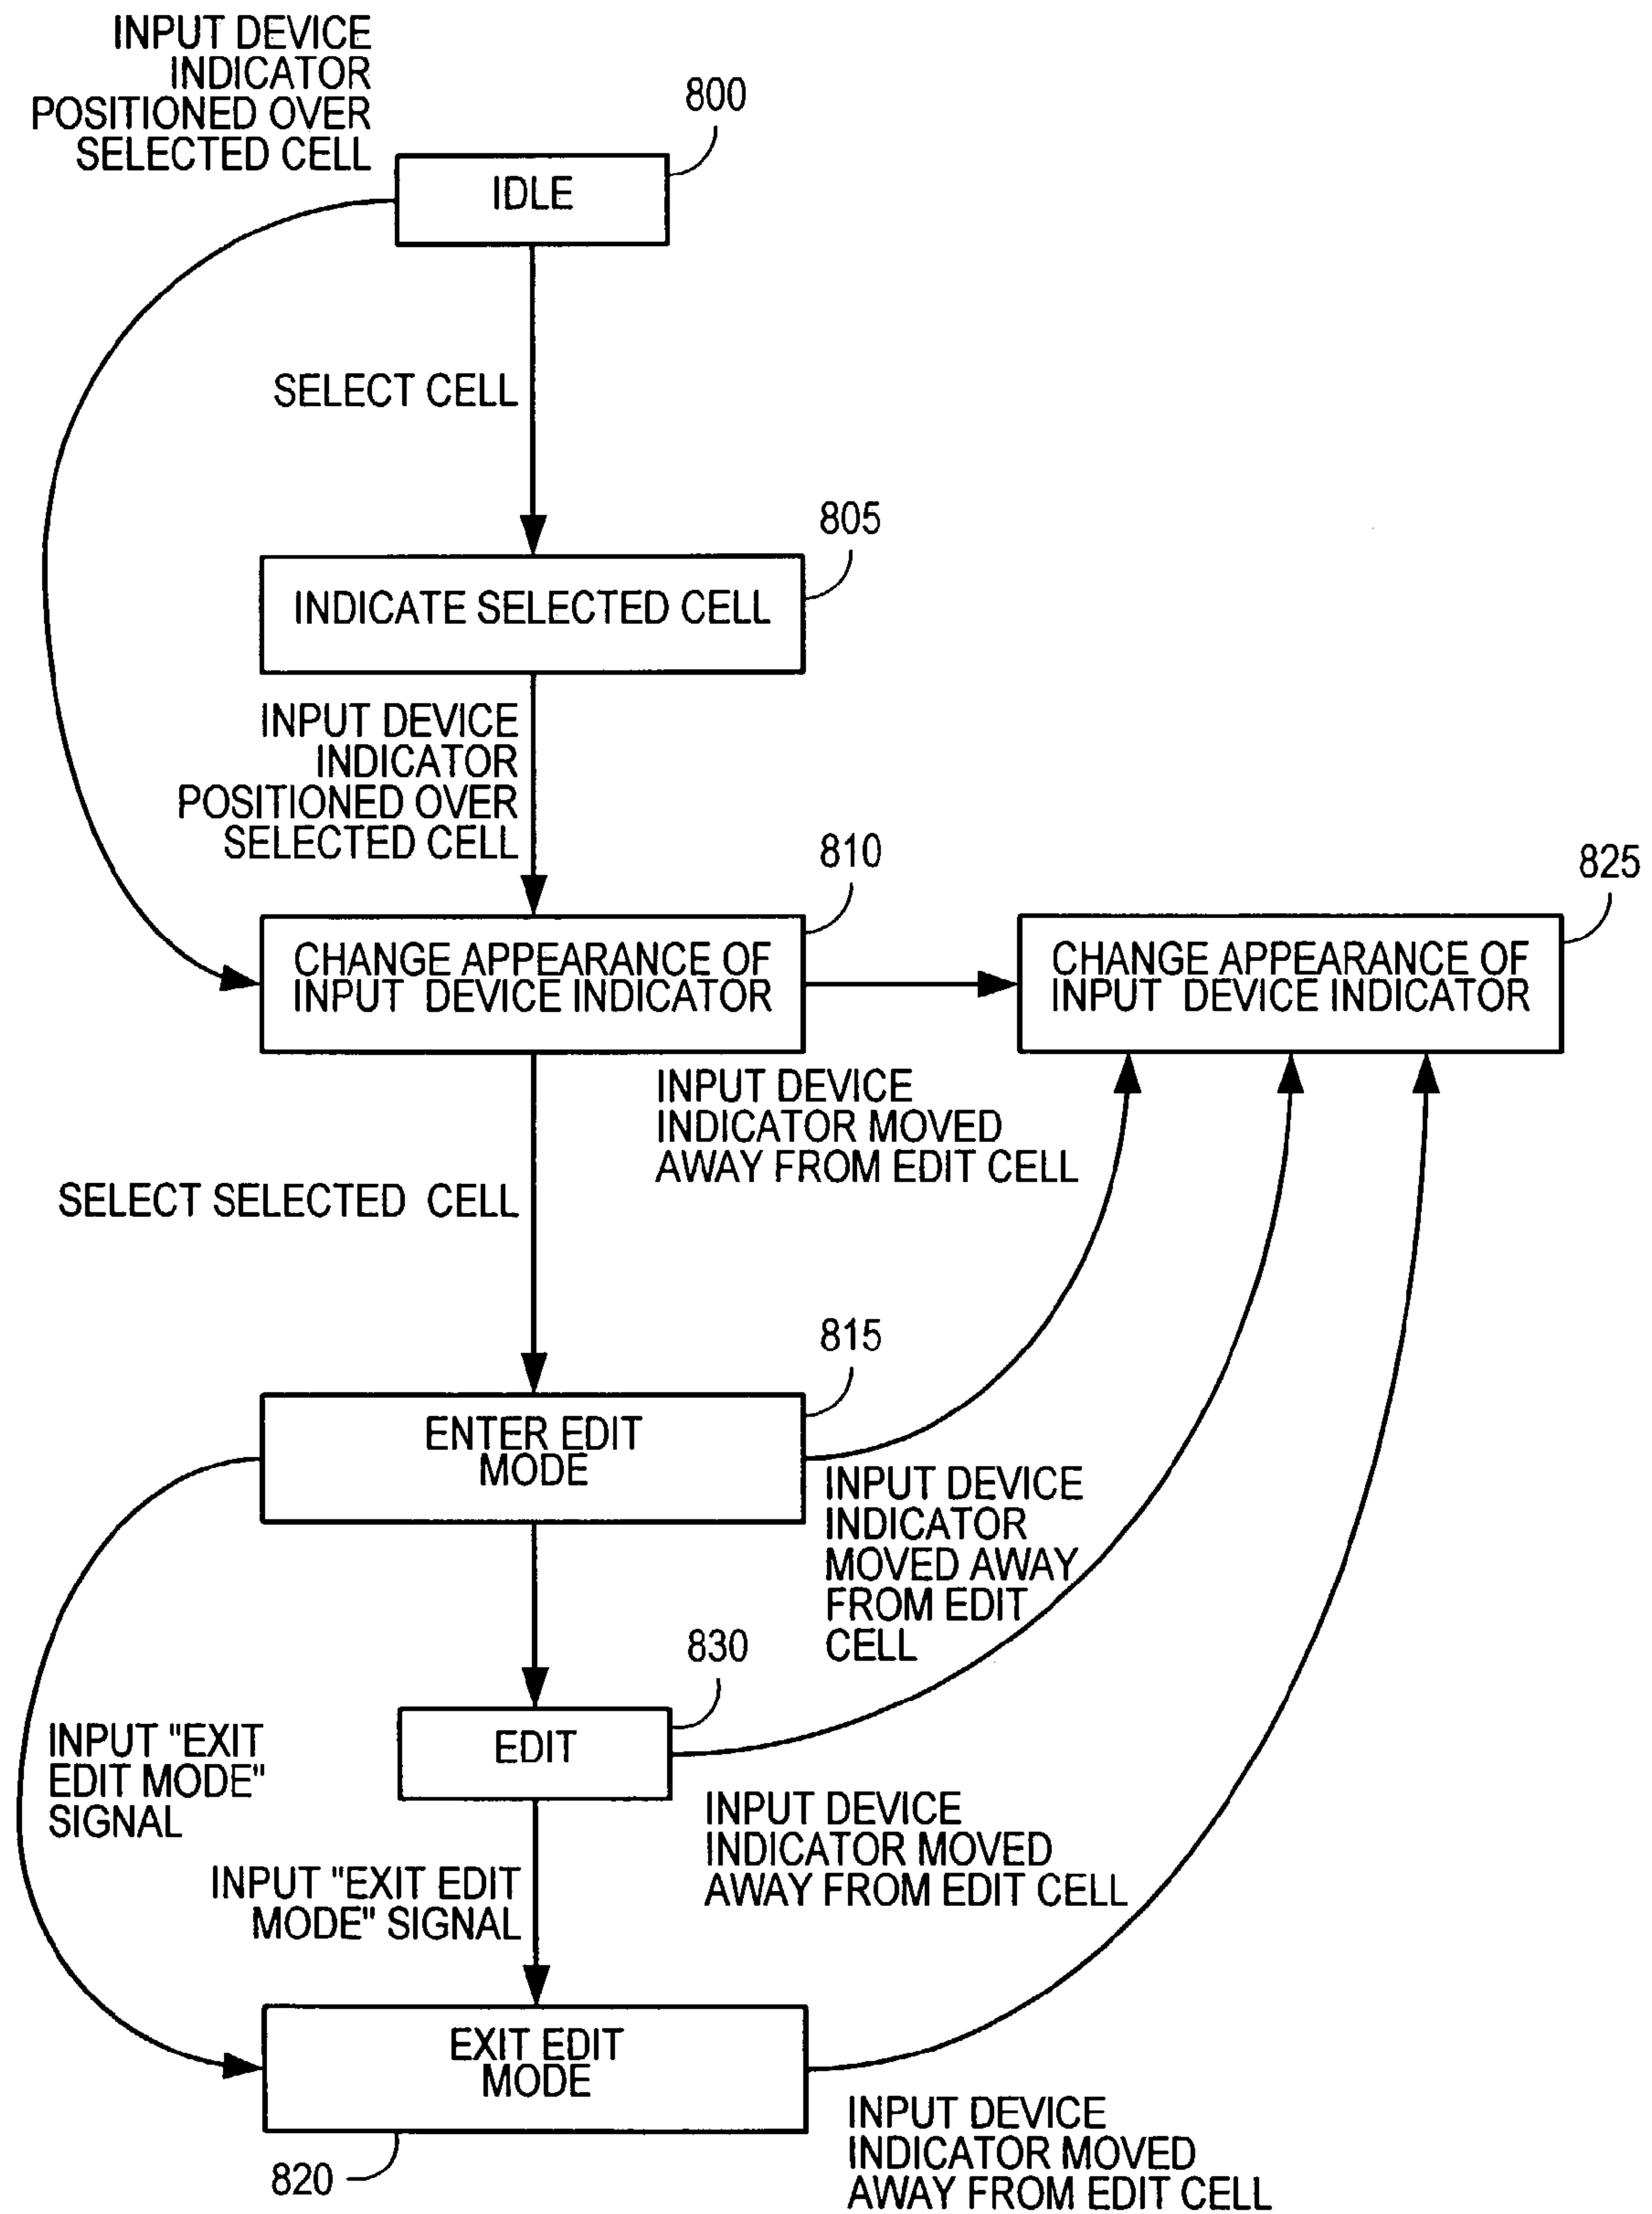 INPUT DEVICE
INDICATOR
POSITIONED OVER
SELECTED CELL
800
IDLE
SELECT CELL
805
INDICATE SELECTED CELL
INPUT DEVICE
INDICATOR
POSITIONED OVER
SELECTED CELL
810
825
CHANGE APPEARANCE OF
INPUT DEVICE INDICATOR
CHANGE APPEARANCE OF
INPUT DEVICE INDICATOR
INPUT DEVICE
INDICATOR MOVED
AWAY FROM EDIT CELL
SELECT SELECTED CELL
815
ENTER EDIT
MODE
INPUT DEVICE
INDICATOR
MOVED AWAY
FROM EDIT
CELL
830
EDIT
INPUT "EXIT
EDIT MODE"
SIGNAL
INPUT DEVICE
INDICATOR MOVED
AWAY FROM EDIT CELL
INPUT "EXIT EDIT
MODE" SIGNAL
EXIT EDIT
MODE
820
INPUT DEVICE
INDICATOR MOVED
AWAY FROM EDIT CELL